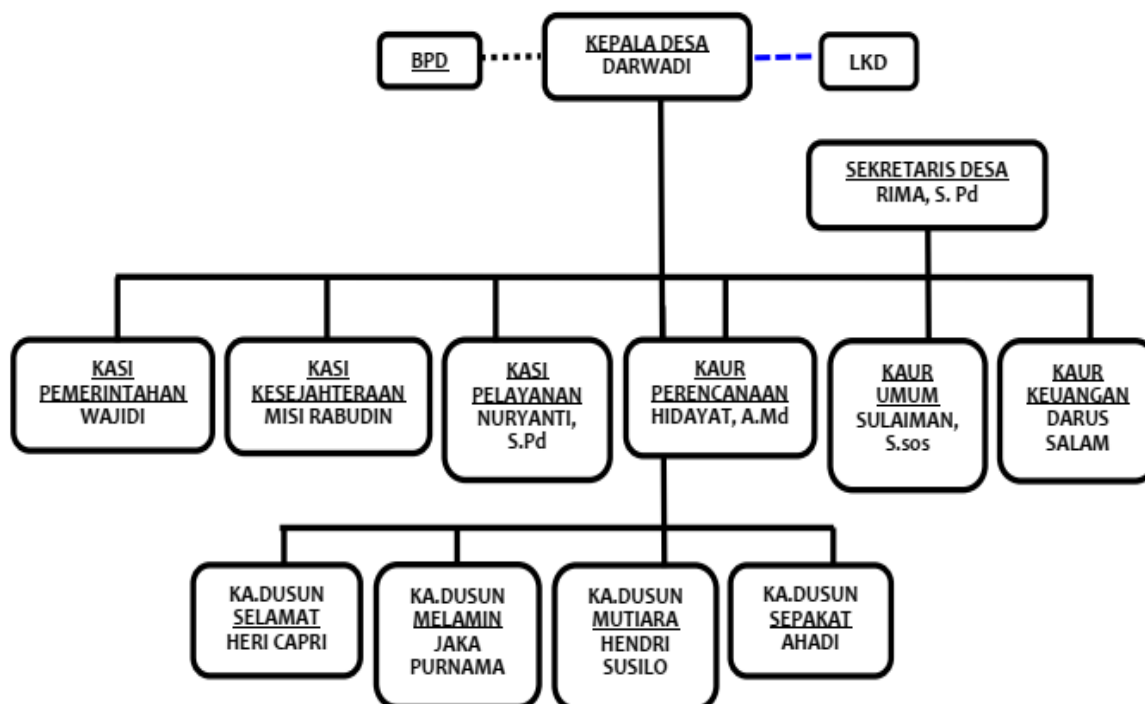 BPD
KEPALA DESA
DARWADI
LKD
SEKRETARIS DESA
RIMA, S. Pd
KASI
PEMERINTAHAN
WAJIDI
KASI
KESEJAHTERAAN
MISI RABUDIN
KASI
PELAYANAN
NURYANTI,
S.Pd
KAUR
PERENCANAAN
HIDAYAT, A.Md
KAUR
UMUM
SULAIMAN,
S.sos
KAUR
KEUANGAN
DARUS
SALAM
KA.DUSUN
SELAMAT
HERI CAPRI
KA.DUSUN
MELAMIN
JAKA
PURNAMA
KA.DUSUN
MUTIARA
HENDRI
SUSILO
KA.DUSUN
SEPAKAT
AHADI